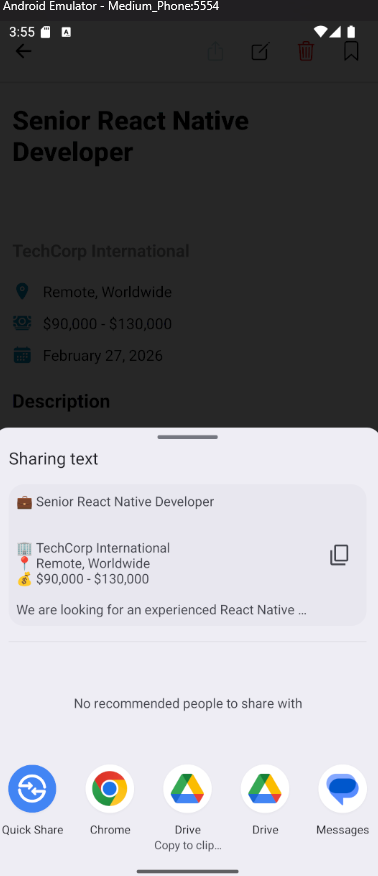 Android Emulator - Medium_Phone:5554
3:55
A
Senior React Native
Developer
TechCorp International
Remote, Worldwide
$90,000 - $130,000
February 27, 2026
Description
Sharing text
💼 Senior React Native Developer
🏢 TechCorp International
📍 Remote, Worldwide
💰 $90,000 - $130,000
We are looking for an experienced React Native ...
No recommended people to share with
Quick Share
Chrome
Drive
Copy to clip...
Drive
Messages